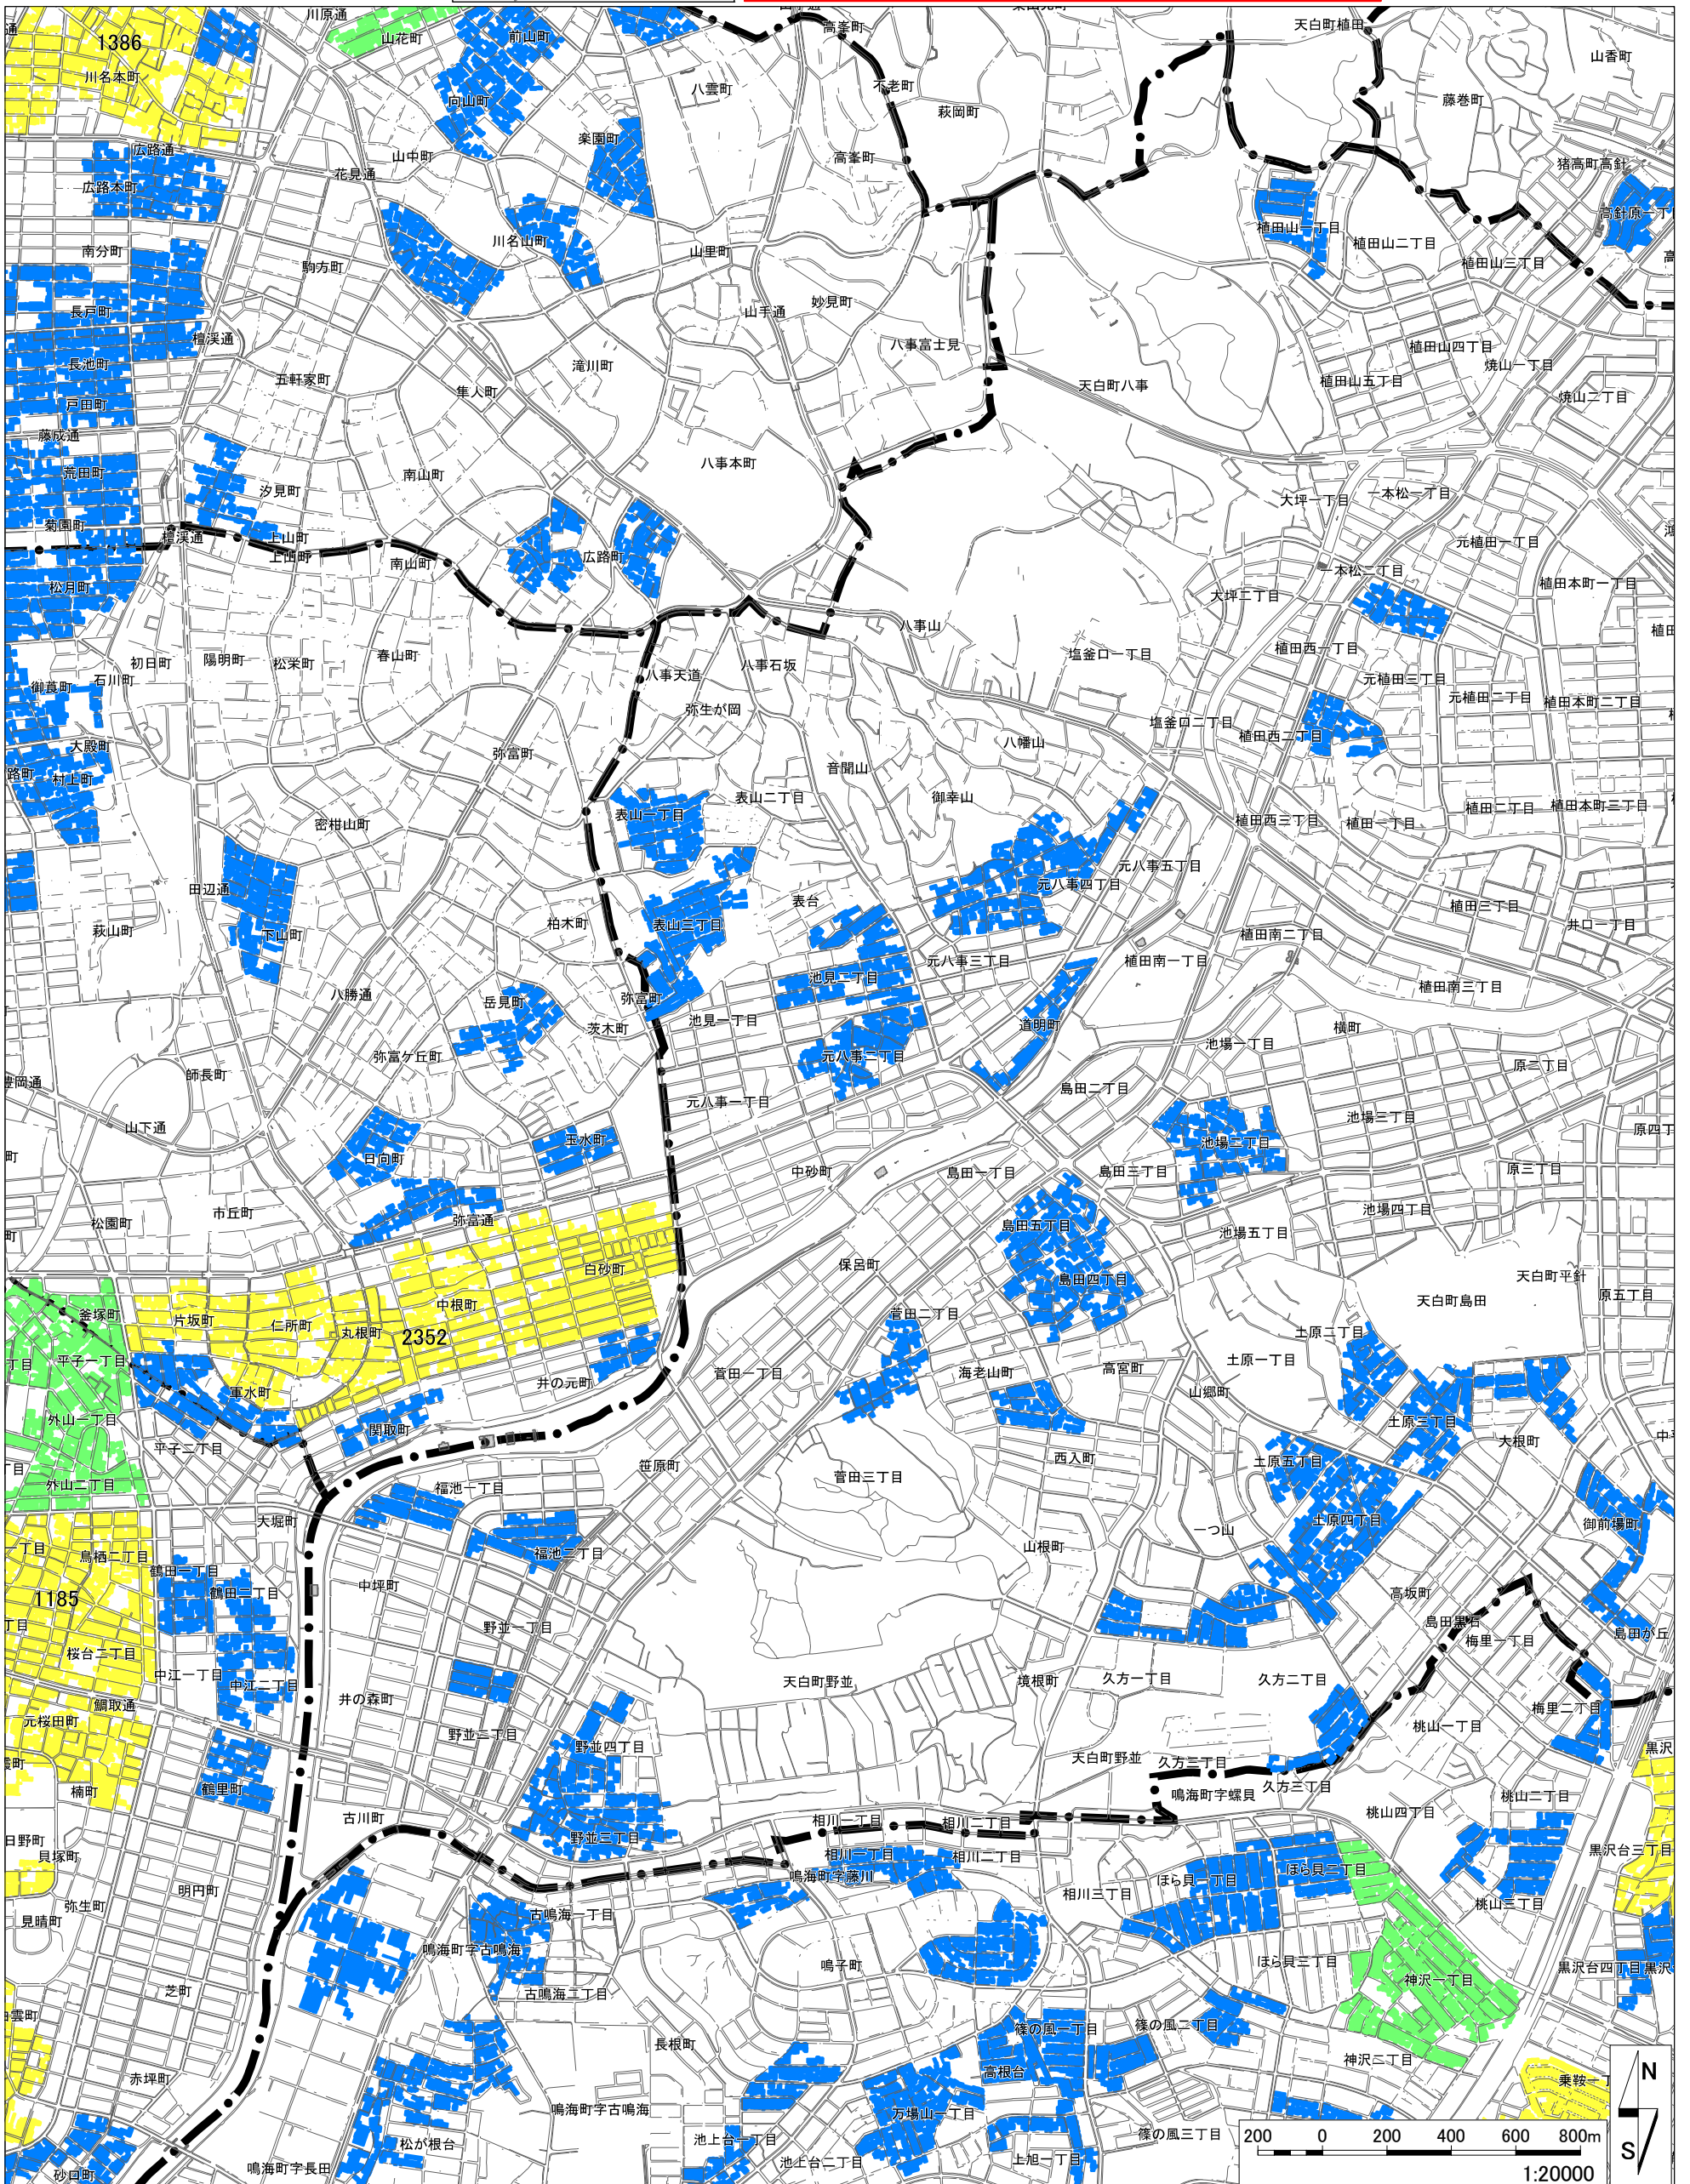 川原通
山花町
前山町
高峯町
天白町植田
山香町
1386
川名本町
向山町
八雲町
不老町
萩岡町
藤巻町
楽園町
広路通
山中町
高峯町
猪高町高針
花見通
広路本町
川名山町
植田山一丁目
植田山二丁目
南分町
駒方町
山里町
植田山三丁目
長戸町
妙見町
山手通
檀渓通
八事富士見
植田山四丁目
長池町
滝川町
焼山一丁目
五軒家町
隼人町
天白町八事
植田山五丁目
焼山二丁目
戸田町
藤成通
荒田町
南山町
八事本町
汐見町
大坪一丁目
一本松一丁目
菊園町
檀渓通
上山町
上山町
南山町
広路町
元植田一丁目
一本松二丁目
松月町
植田本町一丁目
大坪二丁目
八事山
初日町
陽明町
松栄町
春山町
八事天道
八事石坂
塩釜口一丁目
植田西一丁目
石川町
御莨町
元植田三丁目
元植田二丁目
植田本町二丁目
弥生が岡
塩釜口二丁目
植田西二丁目
大殿町
弥富町
八幡山
村上町
音聞山
表山二丁目
御幸山
表山一丁目
植田二丁目
植田本町三丁目
密柑山町
植田西三丁目
植田一丁目
元八事五丁目
田辺通
元八事四丁目
表台
植田三丁目
萩山町
下山町
柏木町
表山三丁目
植田南二丁目
井口一丁目
元八事三丁目
植田南一丁目
池見二丁目
八勝通
岳見町
弥富町
植田南三丁目
茨木町
池見一丁目
道明町
横町
弥富ケ丘町
元八事二丁目
池場一丁目
師長町
原二丁目
豊岡通
島田二丁目
元八事一丁目
池場三丁目
山下通
玉水町
池場二丁目
日向町
中砂町
島田一丁目
島田三丁目
原三丁目
松園町
市丘町
弥富通
島田五丁目
池場四丁目
池場五丁目
白砂町
保呂町
島田四丁目
天白町平針
原五丁目
中根町
天白町島田
釜塚町
片坂町
仁所町
丸根町
2352
菅田二丁目
土原二丁目
平子一丁目
井の元町
菅田一丁目
海老山町
高宮町
土原一丁目
軍水町
山郷町
関取町
外山一丁目
土原三丁目
平子二丁目
大根町
笹原町
菅田三丁目
西入町
土原五丁目
外山二丁目
福池一丁目
大堀町
土原四丁目
御前場町
一つ山
鳥栖二丁目
福池二丁目
山根町
鶴田一丁目
鶴田二丁目
中坪町
高坂町
1185
島田黒石
野並一丁目
梅里一丁目
島田が丘
桜台二丁目
中江一丁目
中江二丁目
天白町野並
境根町
久方一丁目
久方二丁目
鯛取通
井の森町
梅里二丁目
元桜田町
桃山一丁目
野並二丁目
野並四丁目
天白町野並
久方三丁目
楠町
鶴里町
久方三丁目
鳴海町字螺貝
桃山二丁目
桃山四丁目
古川町
相川一丁目
相川二丁目
野並三丁目
黒沢台三丁目
貝塚町
相川一丁目
相川二丁目
鳴海町字藤川
ほら貝一丁目
ほら貝二丁目
明円町
相川三丁目
弥生町
古鳴海一丁目
桃山三丁目
見晴町
鳴海町字古鳴海
鳴子町
ほら貝三丁目
黒沢台四丁目
神沢一丁目
芝町
古鳴海二丁目
篠の風一丁目
篠の風二丁目
長根町
神沢二丁目
高根台
赤坪町
鳴海町字古鳴海
万場山一丁目
松が根台
池上台一丁目
篠の風三丁目
砂口町
鳴海町字長田
池上台二丁目
上旭一丁目
N
S
200 0 200 400 600 800m
1:20000